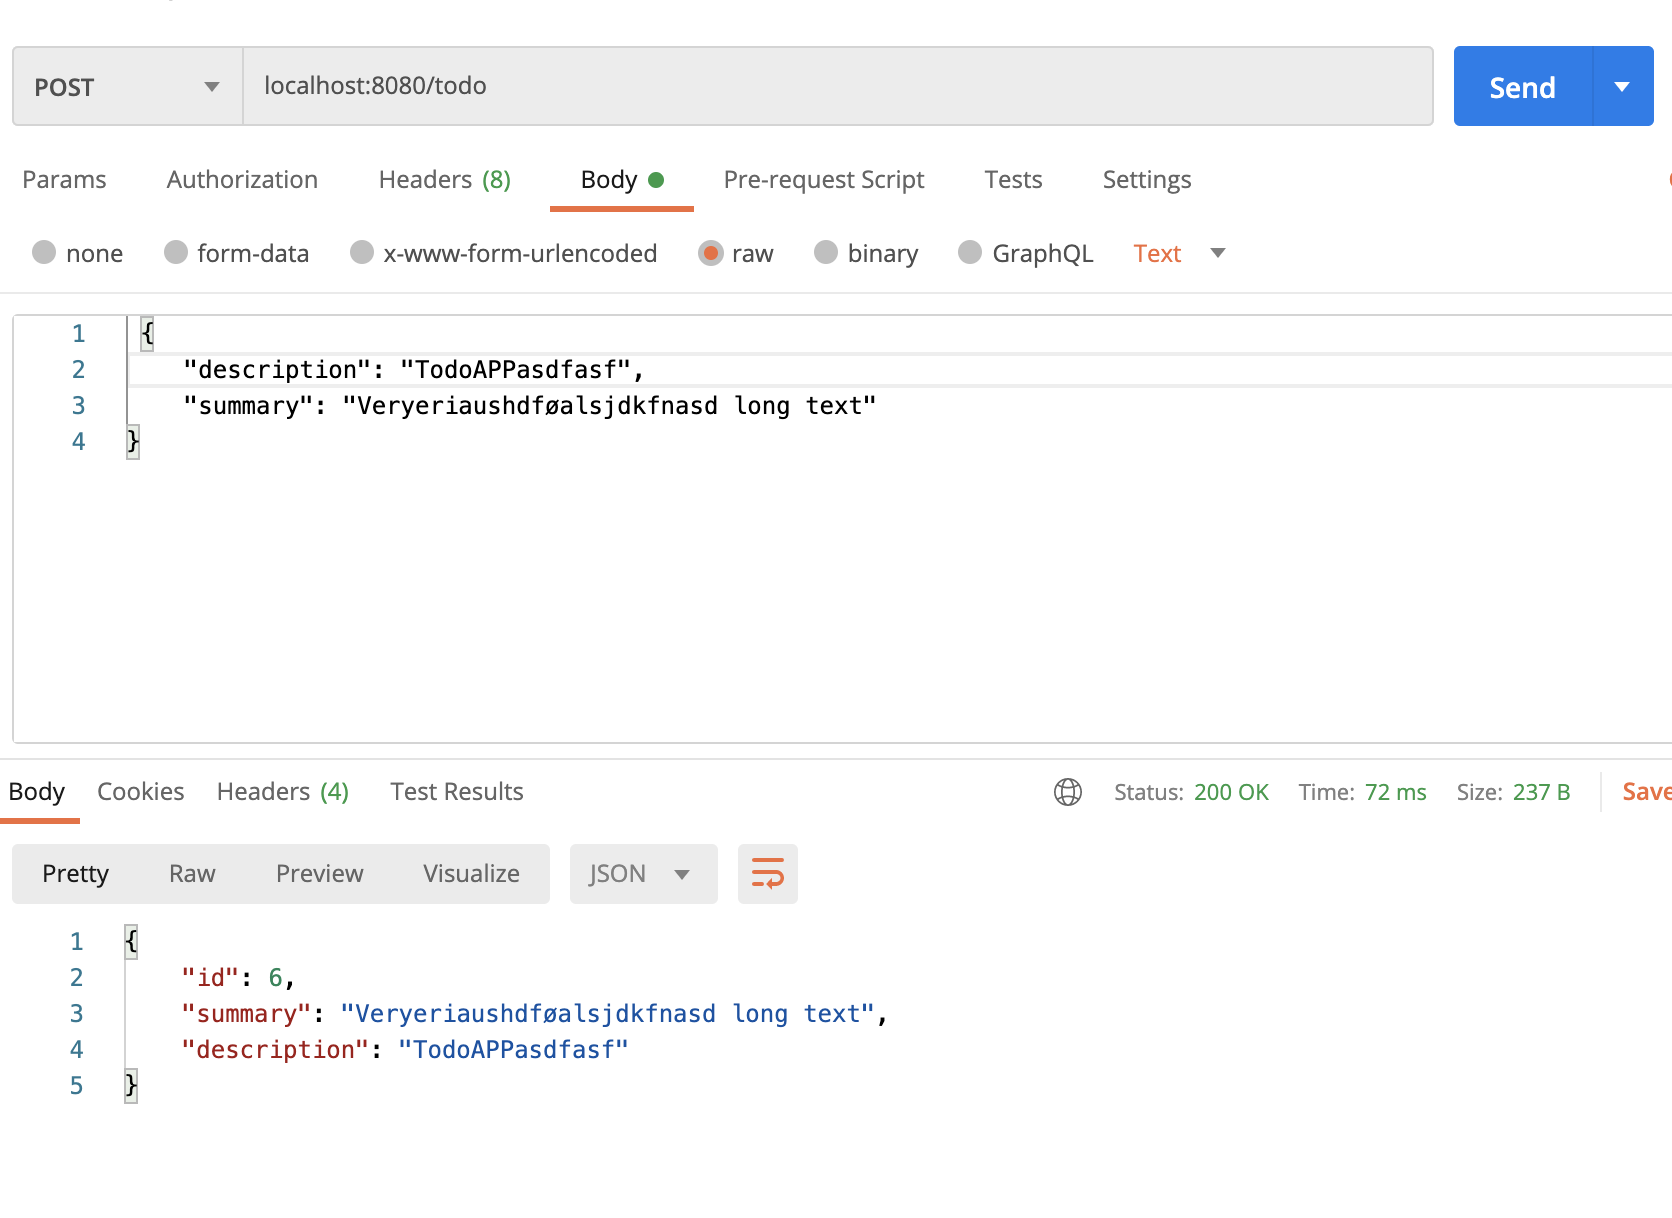 POST localhost:8080/todo Send
Params Authorization Headers (8) Body Pre-request Script Tests Settings
none form-data x-www-form-urlencoded raw binary GraphQL Text
1 {
2 "description": "TodoAPPasdfasf",
3 "summary": "Veryeriaushdføalsjdkfnasd long text"
4 }
Body Cookies Headers (4) Test Results Status: 200 OK Time: 72 ms Size: 237 B Save
Pretty Raw Preview Visualize JSON
1 {
2 "id": 6,
3 "summary": "Veryeriaushdføalsjdkfnasd long text",
4 "description": "TodoAPPasdfasf"
5 }